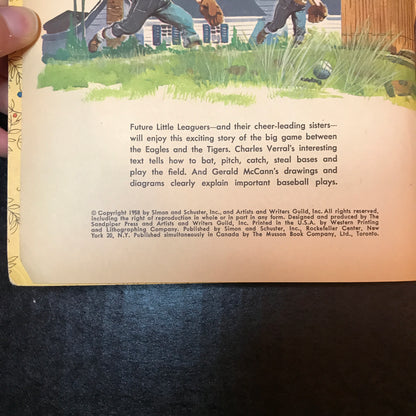 Future Little Leaguers—and their cheer-leading sisters—
will enjoy this exciting story of the big game between
the Eagles and the Tigers. Charles Verral's interesting
text tells how to bat, pitch, catch, steal bases and
play the field. And Gerald McCann's drawings and
diagrams clearly explain important baseball plays.
© Copyright 1958 by Simon and Schuster, Inc., and Artists and Writers Guild, Inc. All rights reserved,
including the right of reproduction in whole or in part in any form. Designed and produced by The
Sandpiper Press and Artists and Writers Guild, Inc. Printed in the U.S.A. by Western Printing
and Lithographing Company. Published by Simon and Schuster, Inc., Rockefeller Center, New
York 20, N.Y. Published simultaneously in Canada by The Musson Book Company, Ltd., Toronto.